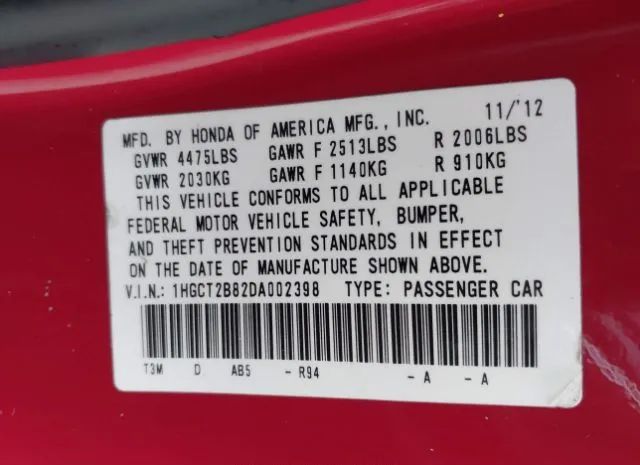 MFD. BY HONDA OF AMERICA MFG., INC. 11/'12
GVWR 4475LBS GAWR F 2513LBS R 2006LBS
GVWR 2030KG GAWR F 1140KG R 910KG
THIS VEHICLE CONFORMS TO ALL APPLICABLE
FEDERAL MOTOR VEHICLE SAFETY, BUMPER,
AND THEFT PREVENTION STANDARDS IN EFFECT
ON THE DATE OF MANUFACTURE SHOWN ABOVE.
V.I.N.: 1HGCT2B82DA002398 TYPE: PASSENGER CAR
T3M D AB5 - R94 - A - A